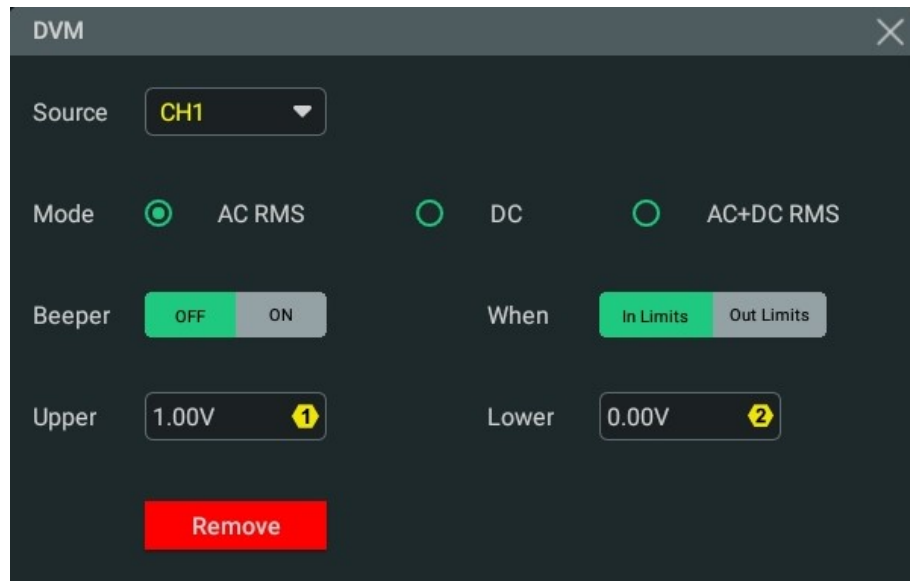 DVM
Source CH1
Mode AC RMS DC AC+DC RMS
Beeper OFF ON When In Limits Out Limits
Upper 1.00V 1 Lower 0.00V 2
Remove